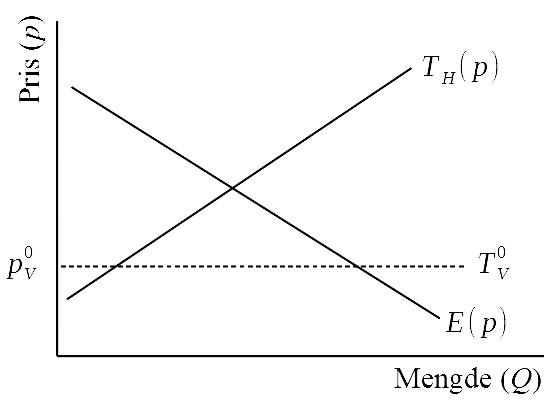 Pris (p)
T_H(p)
p_V^0
T_V^0
E(p)
Mengde (Q)